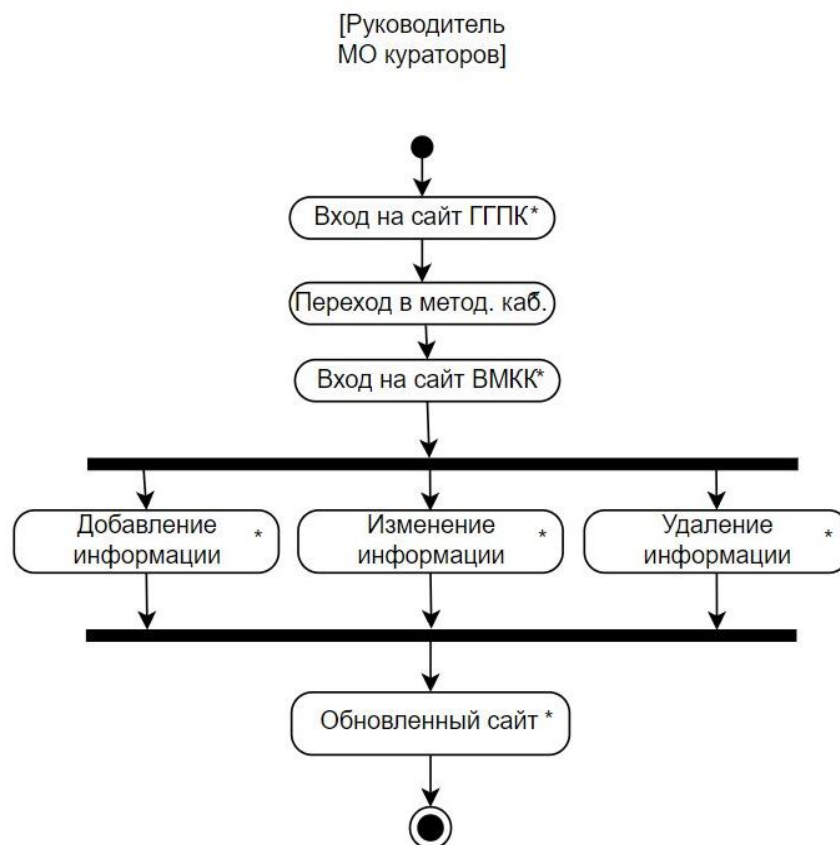 [Руководитель
МО кураторов]
Вход на сайт ГГПК*
Переход в метод. каб.*
Вход на сайт ВМКК*
Добавление
информации *
Изменение
информации *
Удаление
информации *
Обновленный сайт *